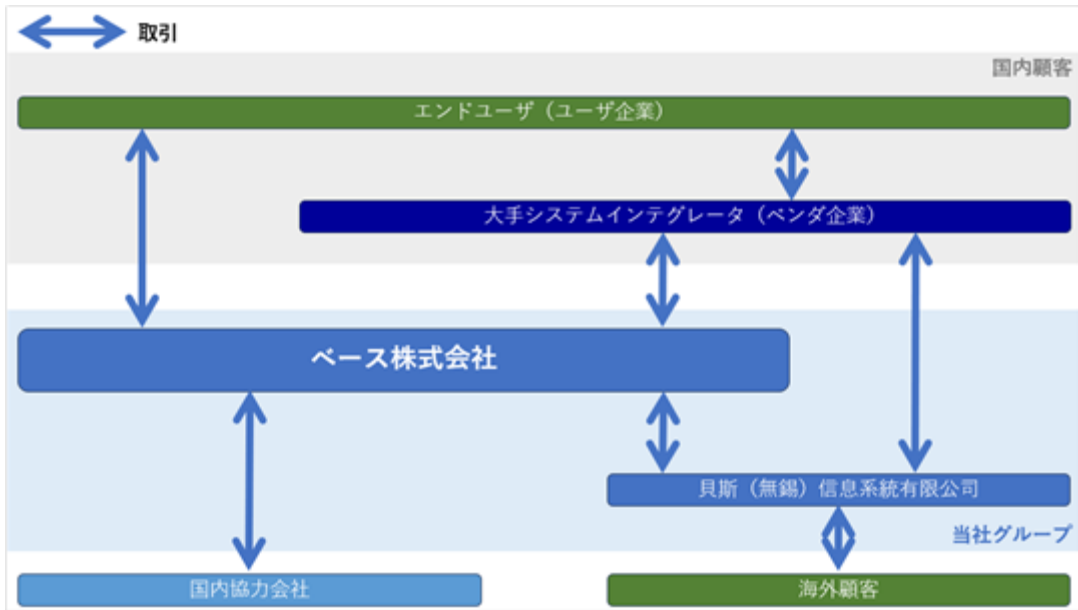 取引
国内顧客
エンドユーザ（ユーザ企業）
大手システムインテグレータ（ベンダ企業）
ベース株式会社
貝斯（無錫）信息系統有限公司
当社グループ
国内協力会社
海外顧客